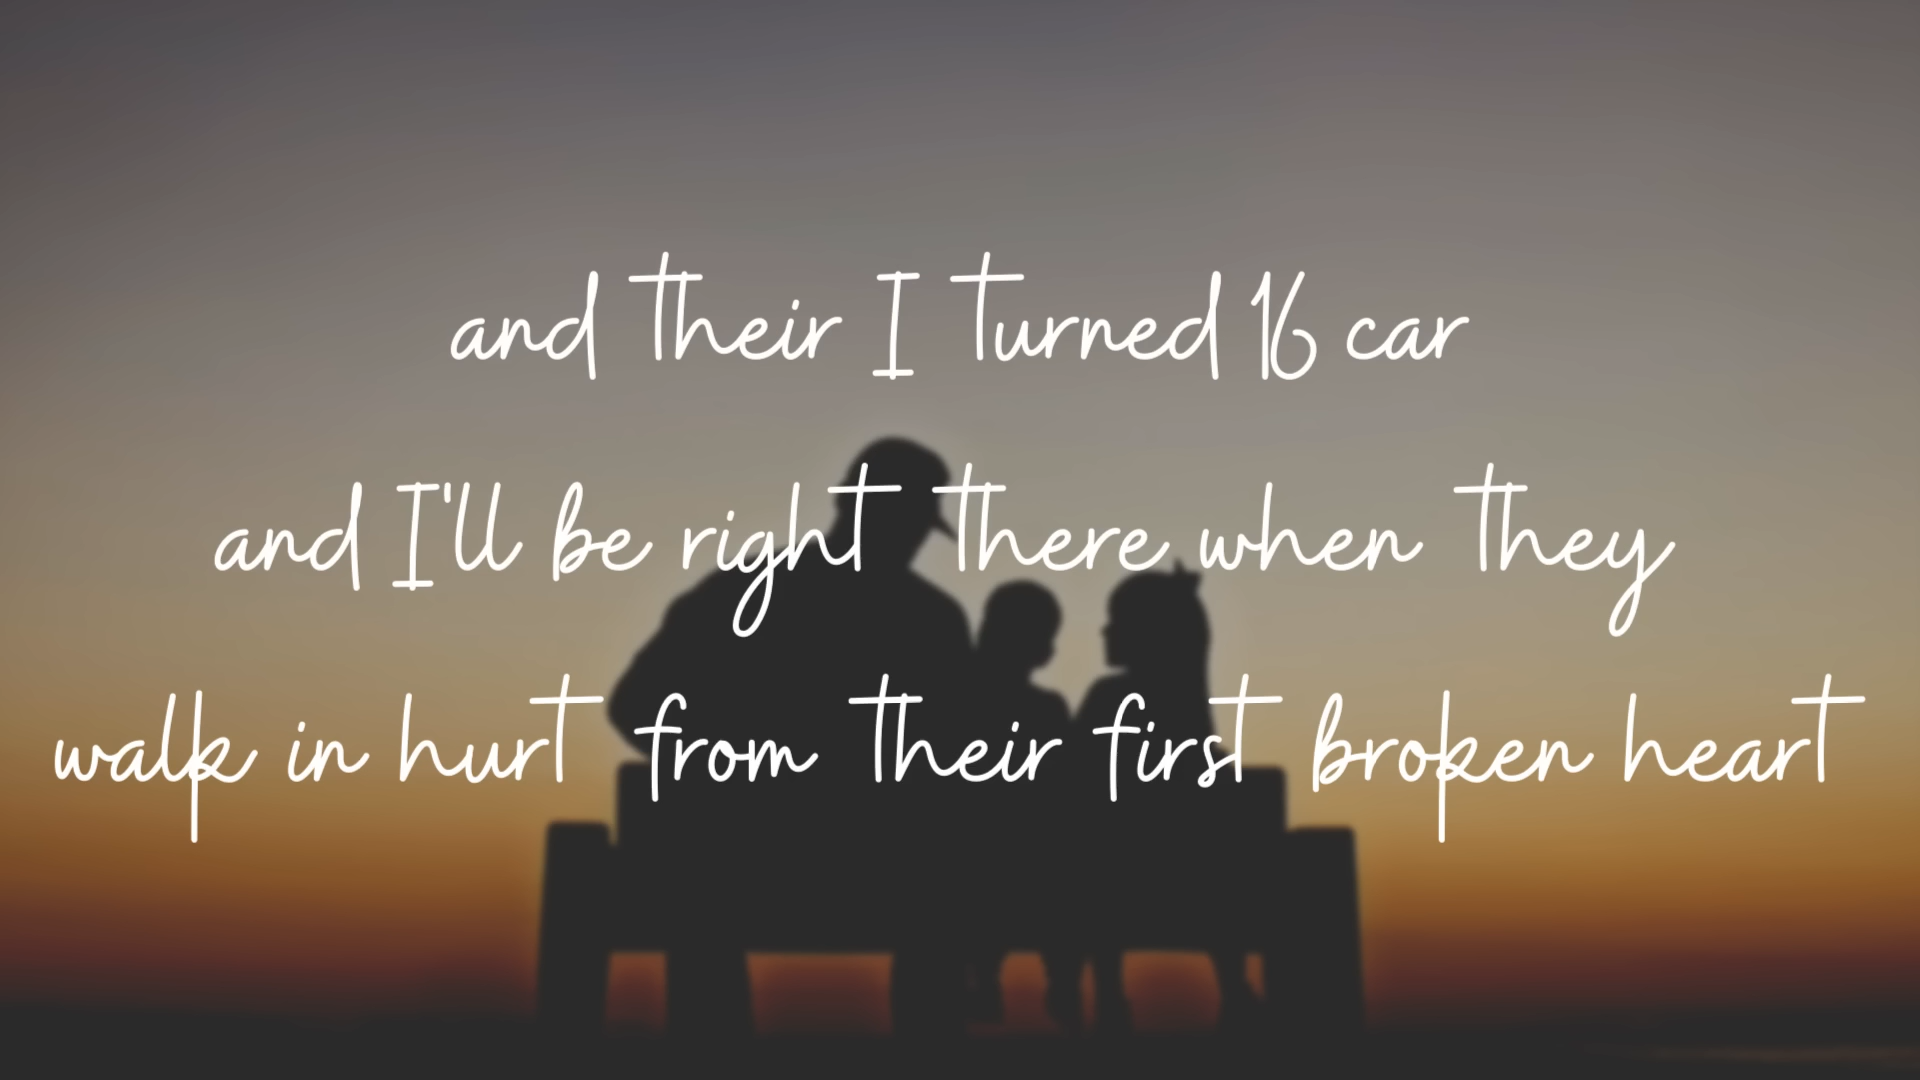 and their I turned 16 car
and I'll be right there when they
walk in hurt from their first broken heart